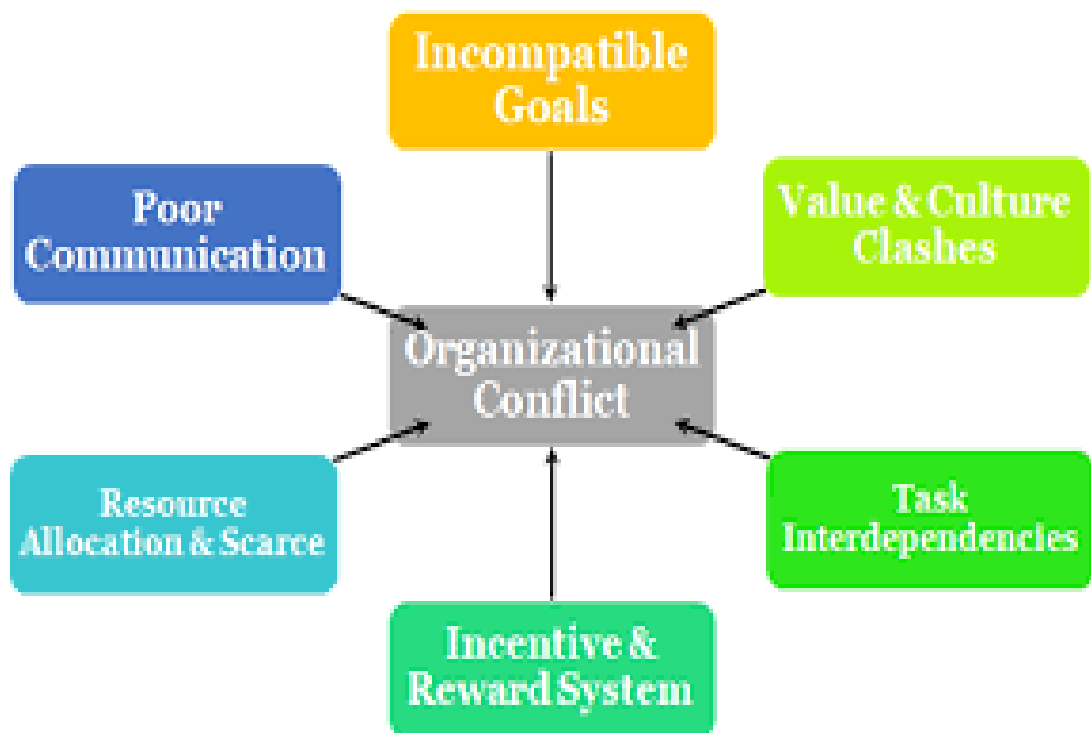 Incompatible
Goals
Poor
Communication
Value & Culture
Clashes
Organizational
Conflict
Resource
Allocation & Scarce
Task
Interdependencies
Incentive &
Reward System